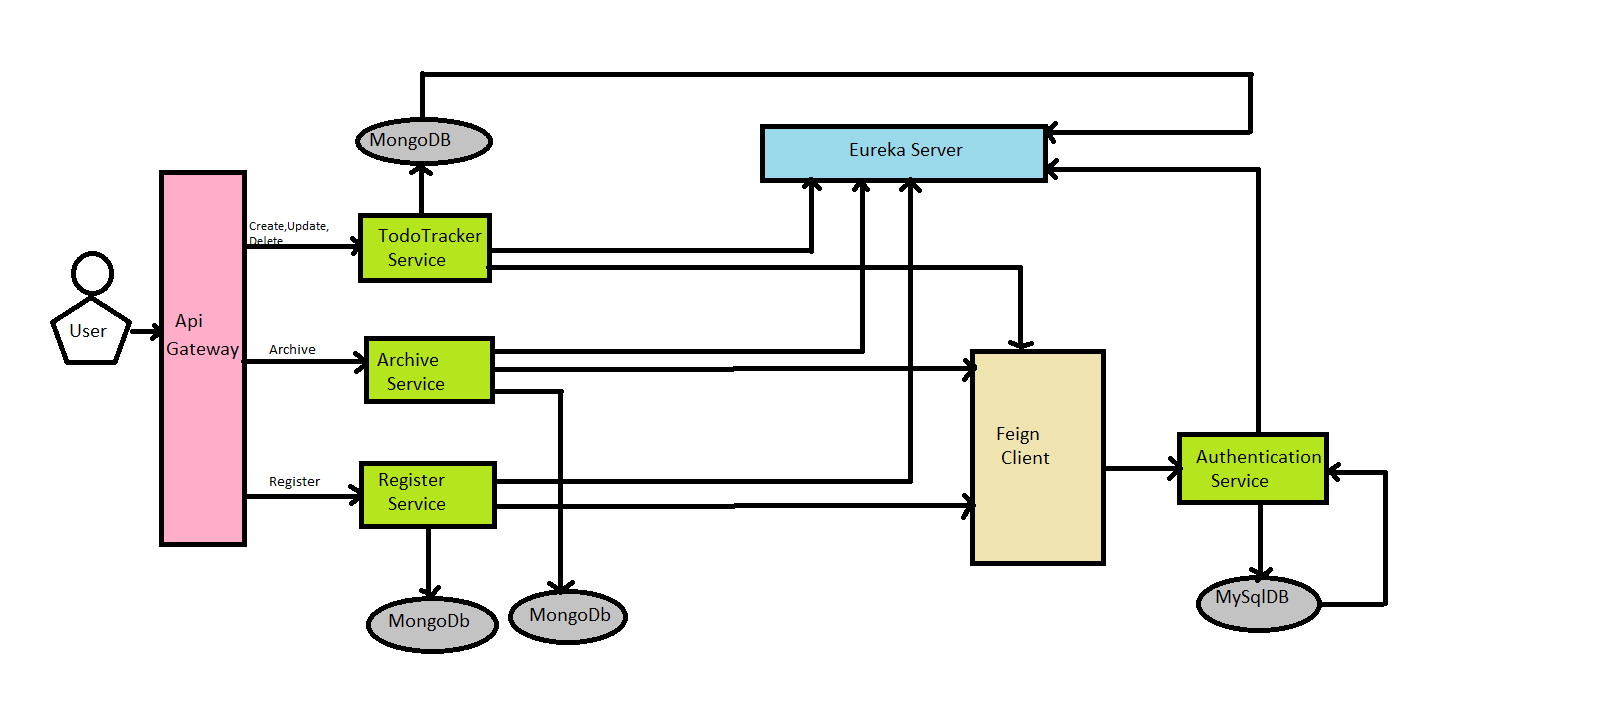 MongoDB
Eureka Server
Create,Update,
Delete
TodoTracker
Service
User
Api
Gateway
Archive
Archive
Service
Feign
Client
Register
Register
Service
Authentication
Service
MongoDb
MongoDb
MySqlDB